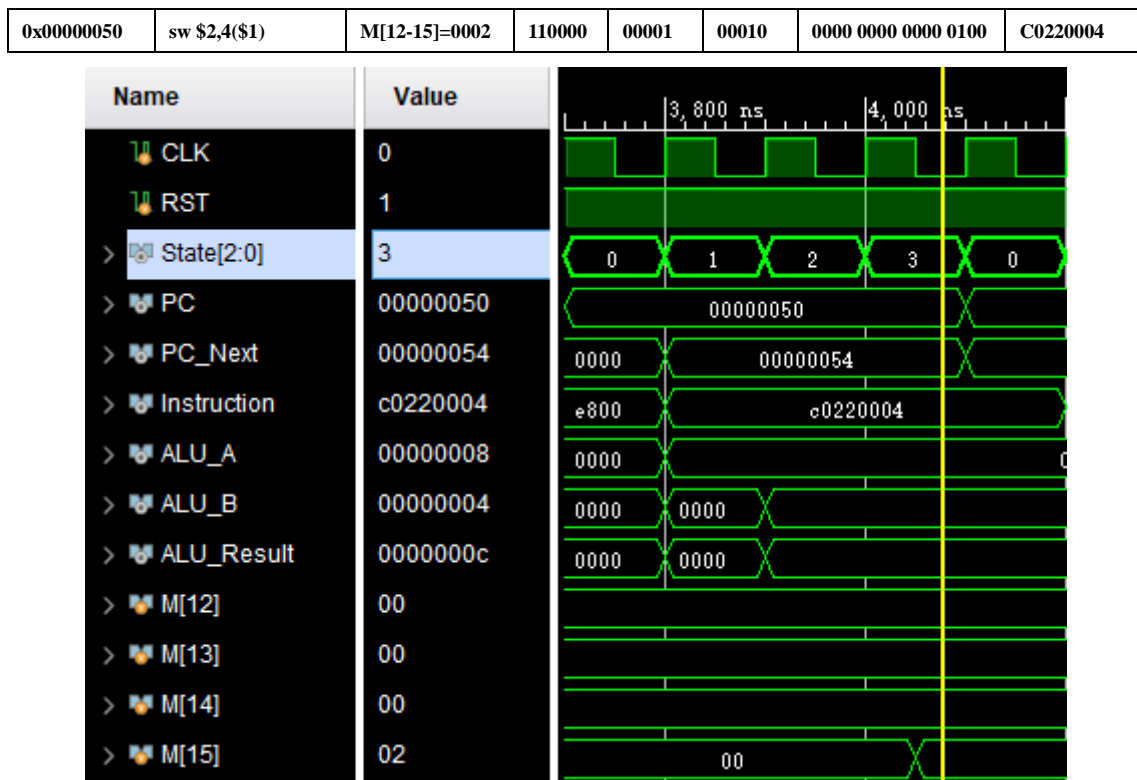 0x00000050 sw $2,4($1) M[12-15]=0002 110000 00001 00010 0000 0000 0000 0100 C0220004
Name Value 3,800 ns 4,000 ns
CLK 0
RST 1
State[2:0] 3 0 1 2 3 0
PC 00000050 00000050
PC_Next 00000054 0000 00000054
Instruction c0220004 e800 c0220004
ALU_A 00000008 0000 0
ALU_B 00000004 0000 0000
ALU_Result 0000000c 0000 0000
M[12] 00
M[13] 00
M[14] 00
M[15] 02 00